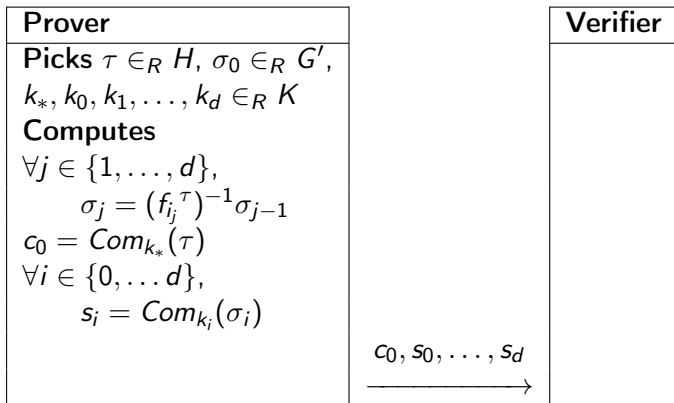 Prover
Verifier
Picks τ ∈_R H, σ_0 ∈_R G′,
k_*, k_0, k_1, . . . , k_d ∈_R K
Computes
∀j ∈ {1, . . . , d},
σ_j = (f_{i_j}^τ)^{-1}σ_{j-1}
c_0 = Com_{k_*}(τ)
∀i ∈ {0, . . . d},
s_i = Com_{k_i}(σ_i)
c_0, s_0, . . . , s_d